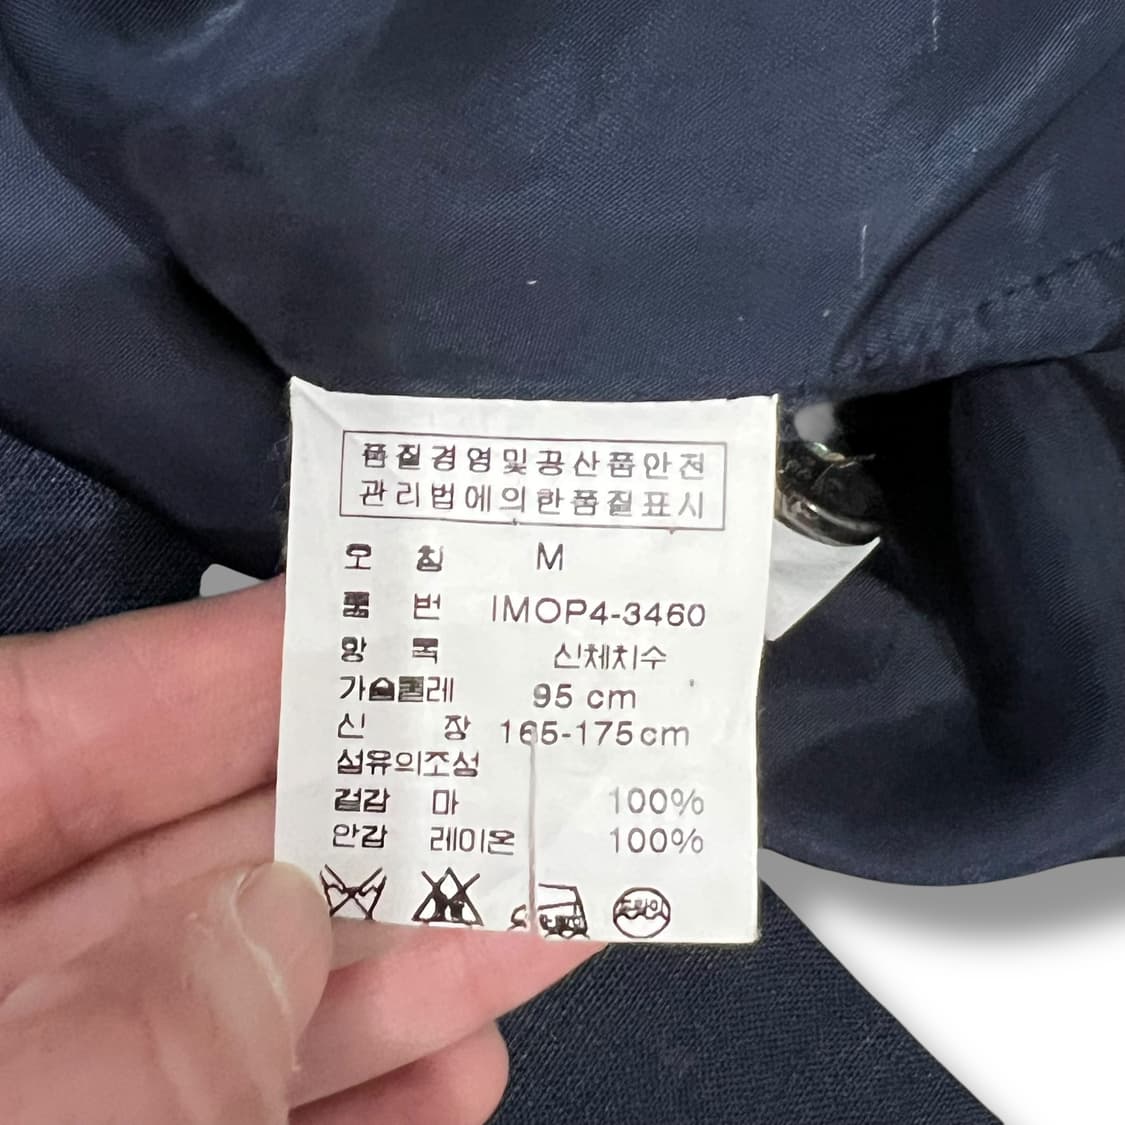 품질경영및공산품안전
관리법에의한품질표시
호 칭 M
품 번 IMOP4-3460
항 목 신체치수
가슴둘레 95 cm
신 장 165-175cm
섬유의조성
겉감 마 100%
안감 레이온 100%
드라이